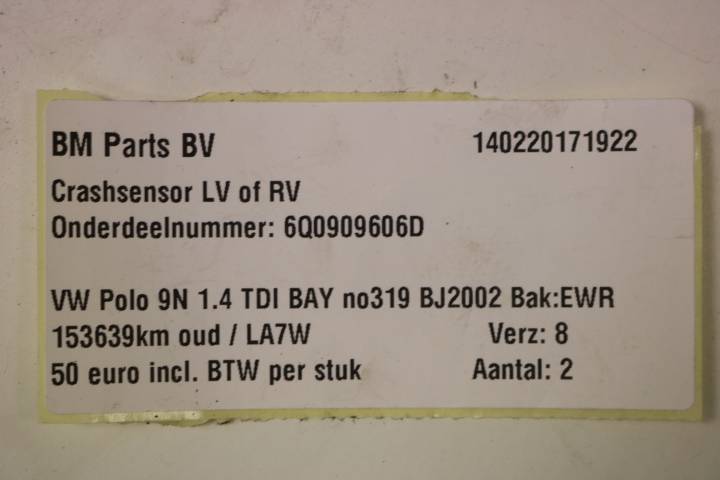 BM Parts BV 140220171922
Crashsensor LV of RV
Onderdeelnummer: 6Q0909606D
VW Polo 9N 1.4 TDI BAY no319 BJ2002 Bak:EWR
153639km oud / LA7W Verz: 8
50 euro incl. BTW per stuk Aantal: 2